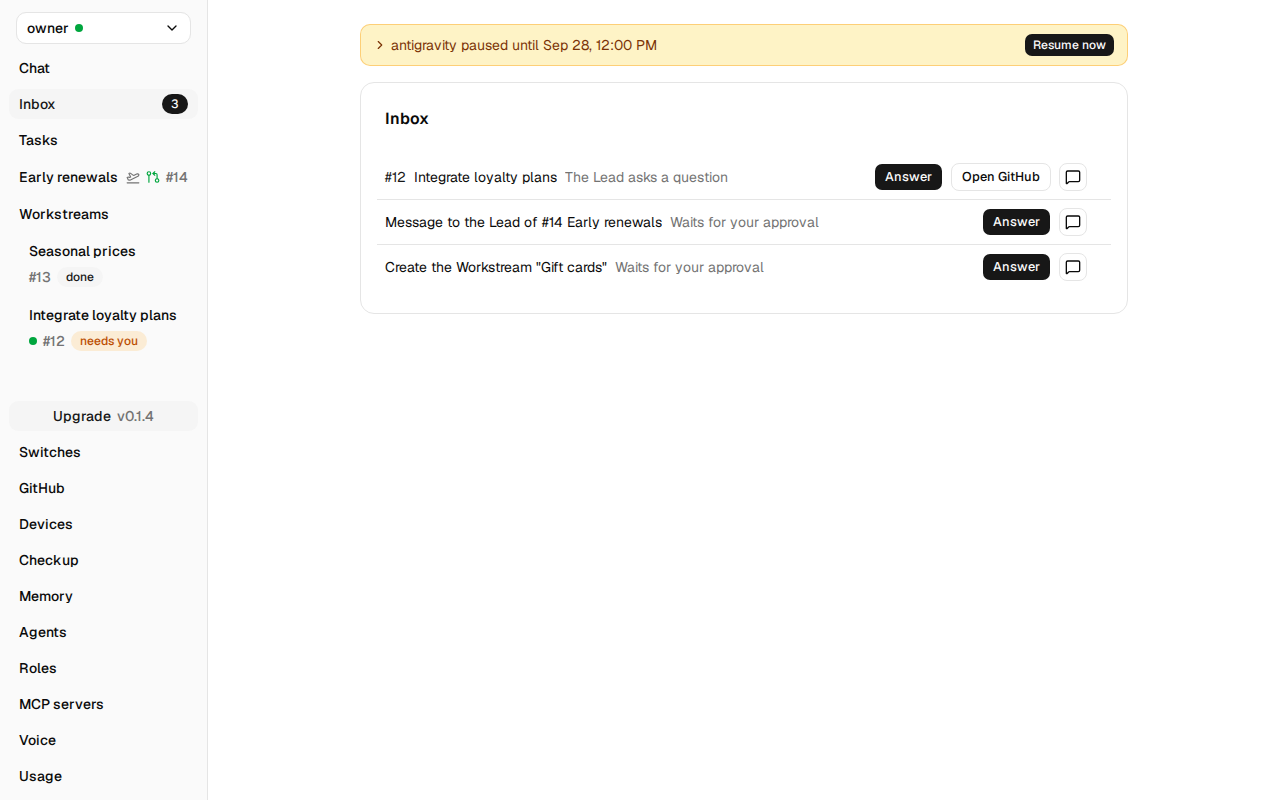 owner
Chat
Inbox 3
Tasks
Early renewals #14
Workstreams
Seasonal prices
#13 done
Integrate loyalty plans
#12 needs you
Upgrade v0.1.4
Switches
GitHub
Devices
Checkup
Memory
Agents
Roles
MCP servers
Voice
Usage
antigravity paused until Sep 28, 12:00 PM Resume now
Inbox
#12 Integrate loyalty plans The Lead asks a question Answer Open GitHub
Message to the Lead of #14 Early renewals Waits for your approval Answer
Create the Workstream "Gift cards" Waits for your approval Answer